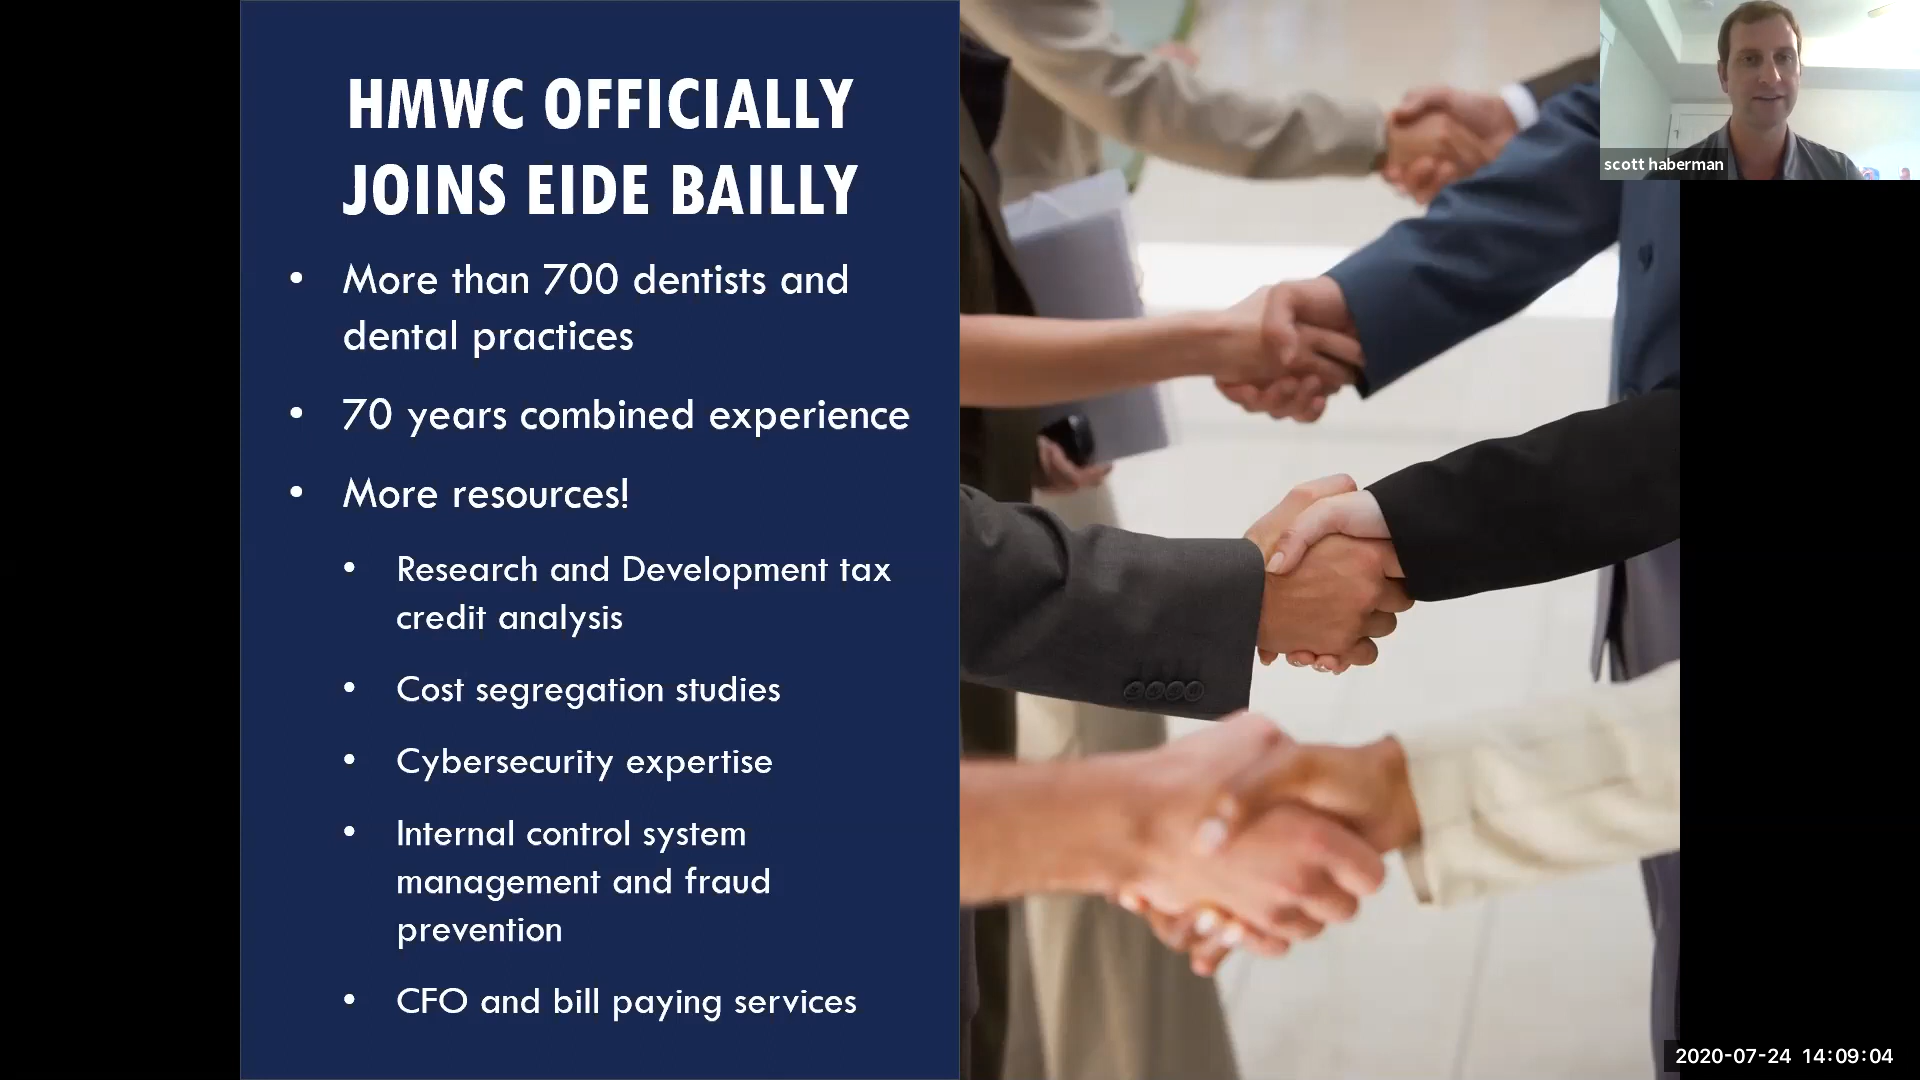 HMWC OFFICIALLY
JOINS EIDE BAILLY
• More than 700 dentists and
dental practices
• 70 years combined experience
• More resources!
• Research and Development tax
credit analysis
• Cost segregation studies
• Cybersecurity expertise
• Internal control system
management and fraud
prevention
• CFO and bill paying services
scott haberman
2020-07-24 14:09:04